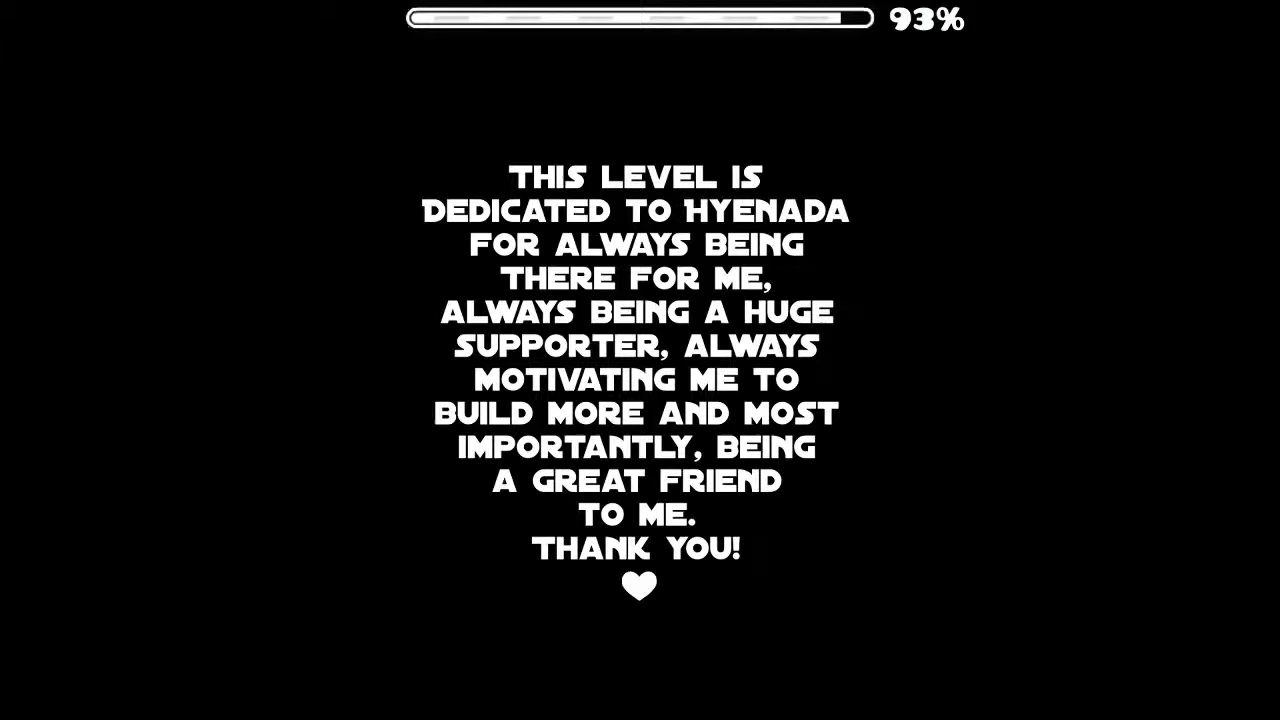 93%
THIS LEVEL IS
DEDICATED TO HYENADA
FOR ALWAYS BEING
THERE FOR ME,
ALWAYS BEING A HUGE
SUPPORTER, ALWAYS
MOTIVATING ME TO
BUILD MORE AND MOST
IMPORTANTLY, BEING
A GREAT FRIEND
TO ME.
THANK YOU!